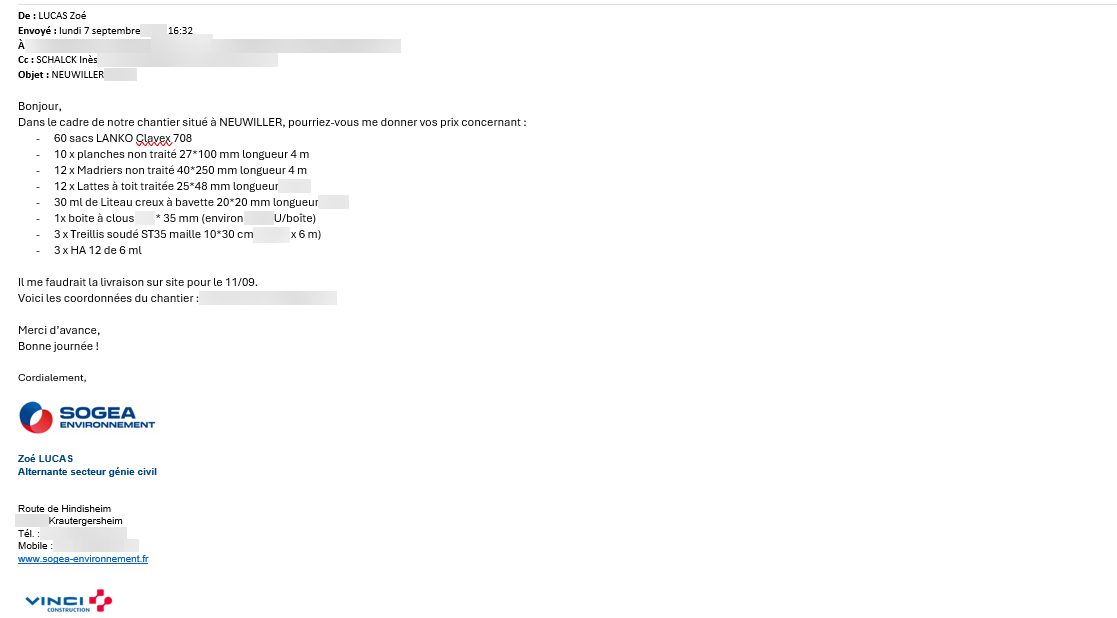 De : LUCAS Zoé
Envoyé : lundi 7 septembre 16:32
À
Cc : SCHALCK Inès
Objet : NEUWILLER
Bonjour,
Dans le cadre de notre chantier situé à NEUWILLER, pourriez-vous me donner vos prix concernant :
- 60 sacs LANKO Clavex 708
- 10 x planches non traité 27*100 mm longueur 4 m
- 12 x Madriers non traité 40*250 mm longueur 4 m
- 12 x Lattes à toit traitée 25*48 mm longueur
- 30 ml de Liteau creux à bavette 20*20 mm longueur
- 1x boite à clous * 35 mm (environ U/boîte)
- 3 x Treillis soudé ST35 maille 10*30 cm x 6 m)
- 3 x HA 12 de 6 ml
Il me faudrait la livraison sur site pour le 11/09.
Voici les coordonnées du chantier :
Merci d'avance,
Bonne journée !
Cordialement,
SOGEA
ENVIRONNEMENT
Zoé LUCAS
Alternante secteur génie civil
Route de Hindisheim
Krautergersheim
Tél. :
Mobile :
www.sogea-environnement.fr
VINCI
CONSTRUCTION